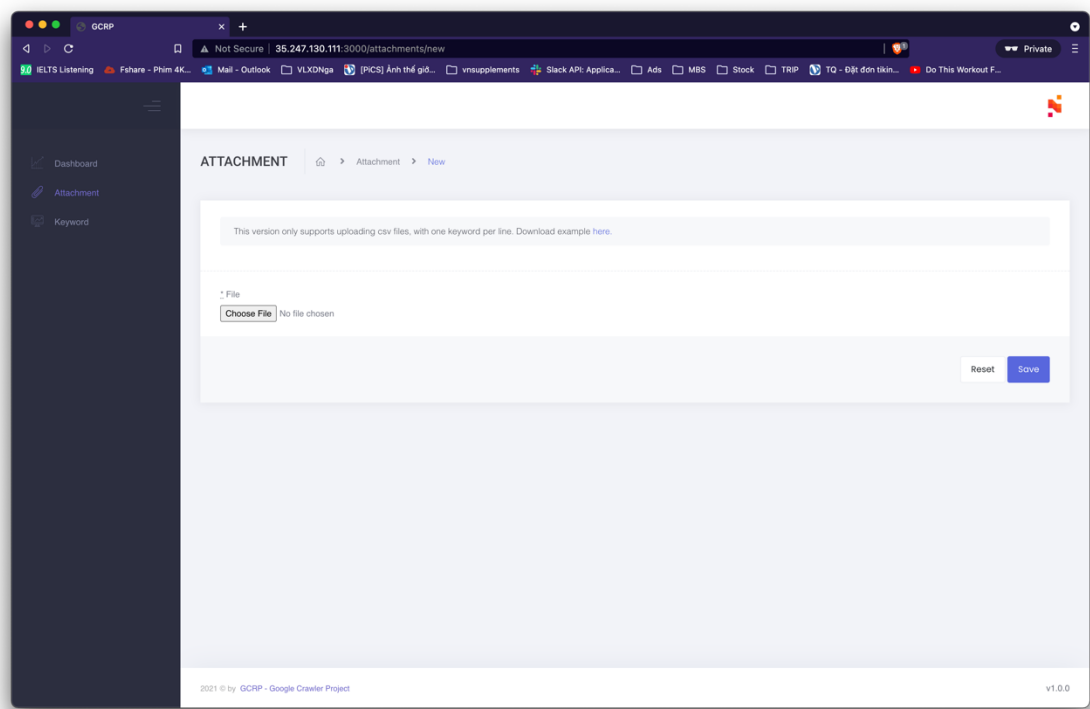 GCRP
Not Secure | 35.247.130.111:3000/attachments/new
Private
9.0 IELTS Listening Fshare - Phim 4K... Mail - Outlook VLXDNga [PiCS] Ảnh thế giớ... vnsupplements Slack API: Applica... Ads MBS Stock TRIP TQ - Đặt đơn tikin... Do This Workout F...
ATTACHMENT Attachment New
Dashboard
Attachment
Keyword
This version only supports uploading csv files, with one keyword per line. Download example here.
* File
Choose File No file chosen
Reset Save
2021 © by GCRP - Google Crawler Project v1.0.0